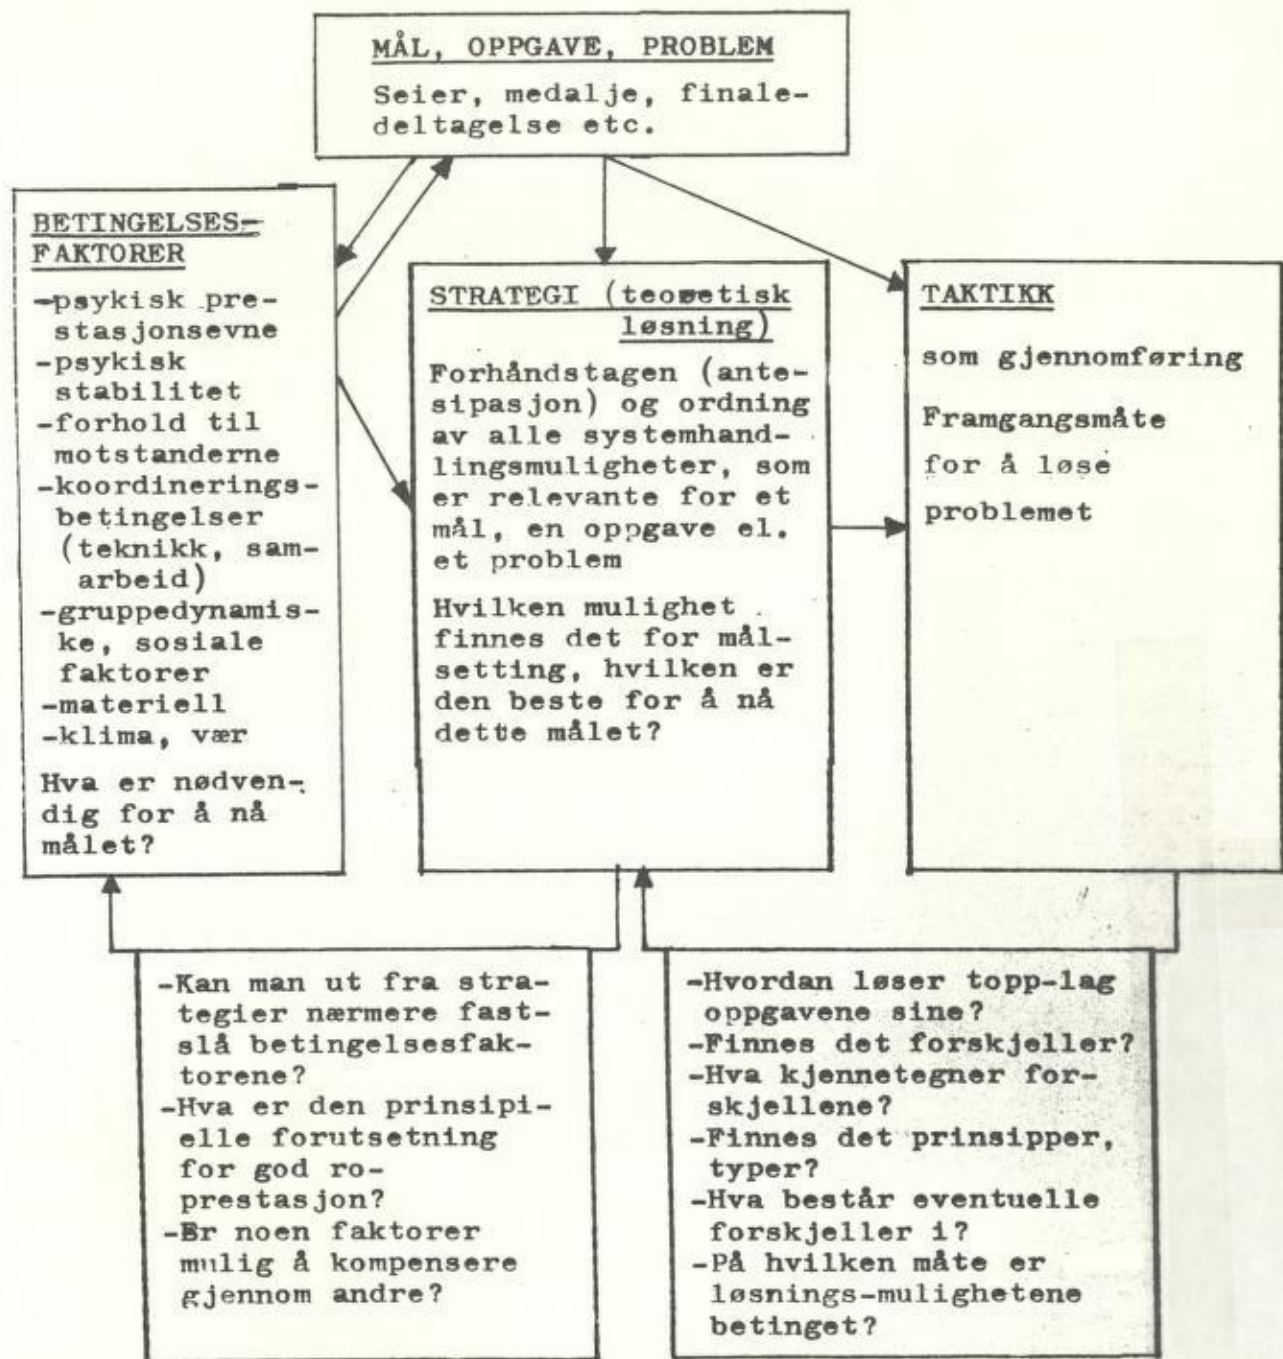 MÅL, OPPGAVE, PROBLEM
Seier, medalje, finale-
deltagelse etc.
BETINGELSES-
FAKTORER
-psykisk pre-
stasjonsevne
-psykisk
stabilitet
-forhold til
motstanderne
-koordinerings-
betingelser
(teknikk, sam-
arbeid)
-gruppedynamis-
ke, sosiale
faktorer
-materiell
-klima, vær
Hva er nødven-
dig for å nå
målet?
STRATEGI (teoretisk
løsning)
Forhåndstagen (ante-
sipasjon) og ordning
av alle systemhand-
lingsmuligheter, som
er relevante for et
mål, en oppgave el.
et problem
Hvilken mulighet
finnes det for mål-
setting, hvilken er
den beste for å nå
dette målet?
TAKTIKK
som gjennomføring
Framgangsmåte
for å løse
problemet
-Kan man ut fra stra-
tegier nærmere fast-
slå betingelsesfak-
torene?
-Hva er den prinsipi-
elle forutsetning
for god ro-
prestasjon?
-Er noen faktorer
mulig å kompensere
gjennom andre?
-Hvordan løser topp-lag
oppgavene sine?
-Finnes det forskjeller?
-Hva kjennetegner for-
skjellene?
-Finnes det prinsipper,
typer?
-Hva består eventuelle
forskjeller i?
-På hvilken måte er
løsnings-mulighetene
betinget?